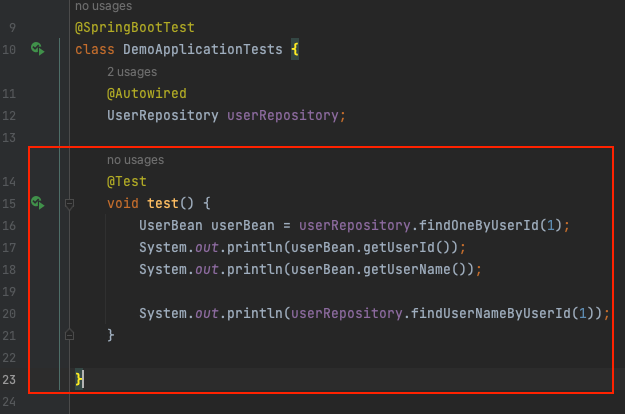 no usages
9 @SpringBootTest
10 class DemoApplicationTests {
2 usages
11 @Autowired
12 UserRepository userRepository;
13
no usages
14 @Test
15 void test() {
16 UserBean userBean = userRepository.findOneByUserId(1);
17 System.out.println(userBean.getUserId());
18 System.out.println(userBean.getUserName());
19
20 System.out.println(userRepository.findUserNameByUserId(1));
21 }
22
23 }
24